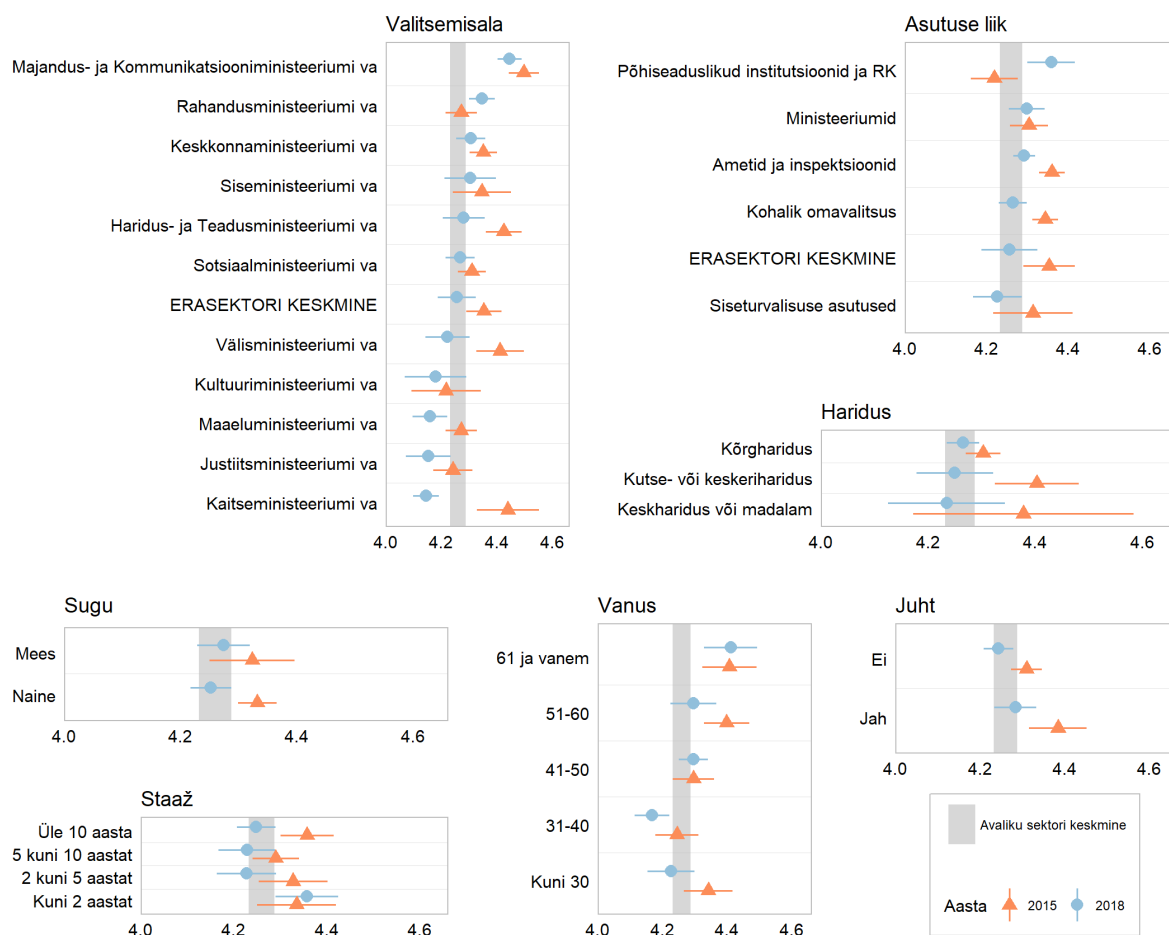 Valitsemisala
Majandus- ja Kommunikatsiooniministeeriumi va
Rahandusministeeriumi va
Keskkonnaministeeriumi va
Siseministeeriumi va
Haridus- ja Teadusministeeriumi va
Sotsiaalministeeriumi va
ERASEKTORI KESKMINE
Välisministeeriumi va
Kultuuriministeeriumi va
Maaeluministeeriumi va
Justiitsministeeriumi va
Kaitseministeeriumi va
4.0 4.2 4.4 4.6
Asutuse liik
Põhiseaduslikud institutsioonid ja RK
Ministeeriumid
Ametid ja inspektsioonid
Kohalik omavalitsus
ERASEKTORI KESKMINE
Siseturvalisuse asutused
4.0 4.2 4.4 4.6
Haridus
Kõrgharidus
Kutse- või keskeriharidus
Keskharidus või madalam
4.0 4.2 4.4 4.6
Sugu
Mees
Naine
4.0 4.2 4.4 4.6
Staaž
Üle 10 aasta
5 kuni 10 aastat
2 kuni 5 aastat
Kuni 2 aastat
4.0 4.2 4.4 4.6
Vanus
61 ja vanem
51-60
41-50
31-40
Kuni 30
4.0 4.2 4.4 4.6
Juht
Ei
Jah
4.0 4.2 4.4 4.6
Avaliku sektori keskmine
Aasta 2015 2018